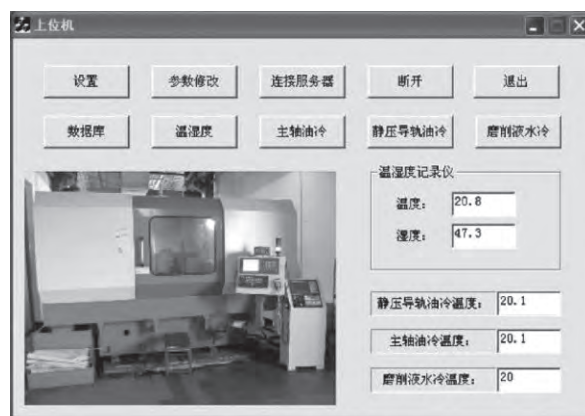 上位机
设置 参数修改 连接服务器 断开 退出
数据库 温湿度 主轴油冷 静压导轨油冷 磨削液水冷
温湿度记录仪
温度： 20.8
湿度： 47.3
静压导轨油冷温度： 20.1
主轴油冷温度： 20.1
磨削液水冷温度： 20